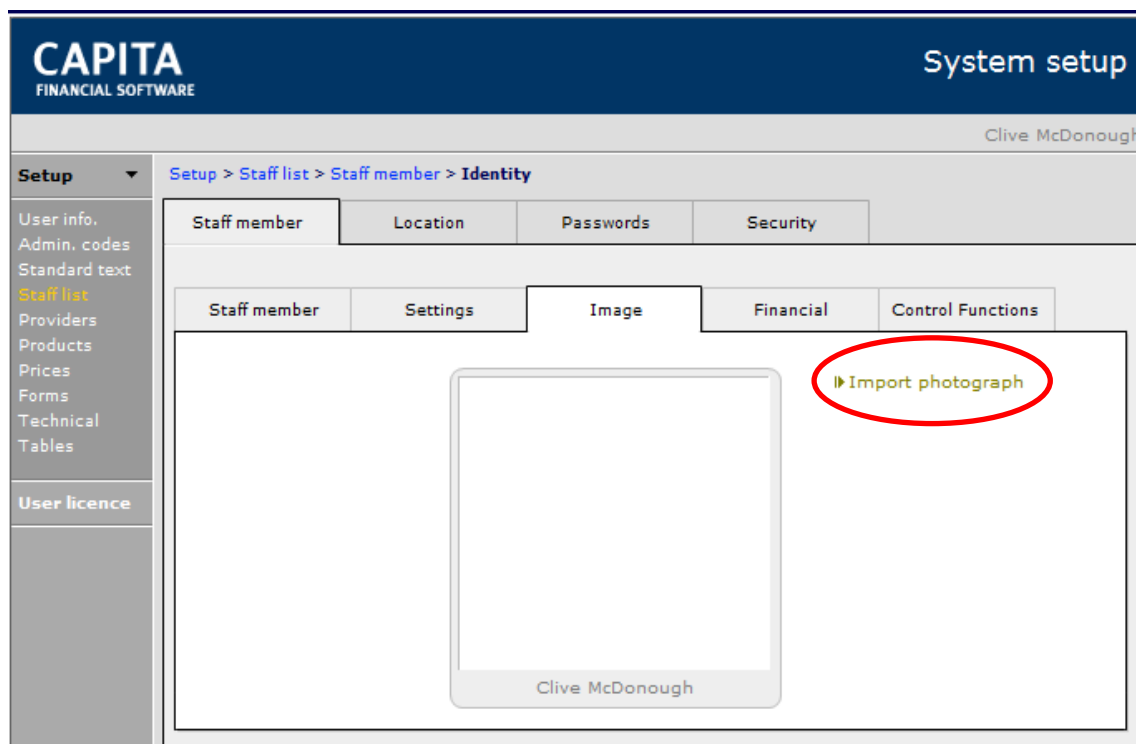 CAPITA
FINANCIAL SOFTWARE
System setup
Clive McDonough
Setup
Setup > Staff list > Staff member > Identity
User info.
Admin. codes
Standard text
Staff list
Providers
Products
Prices
Forms
Technical
Tables
User licence
Staff member Location Passwords Security
Staff member Settings Image Financial Control Functions
Import photograph
Clive McDonough